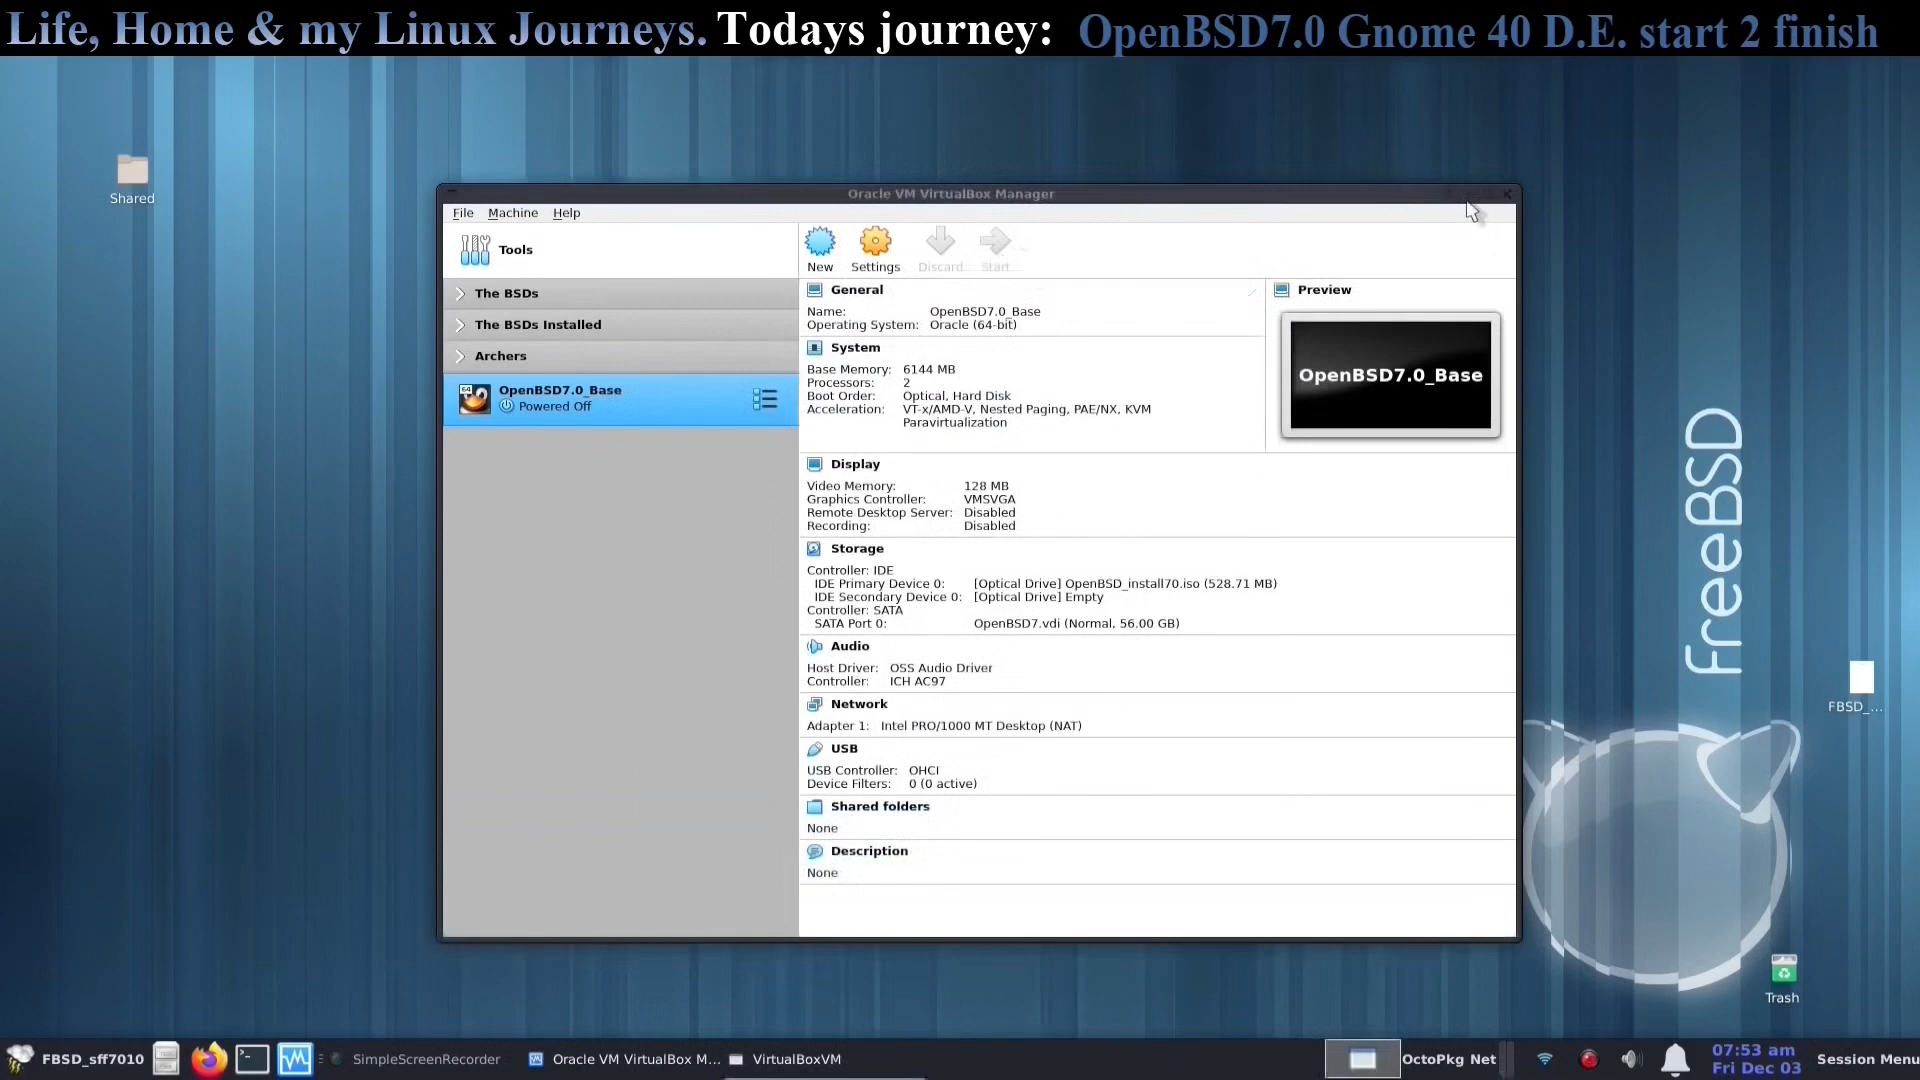 Life, Home & my Linux Journeys. Todays journey: OpenBSD7.0 Gnome 40 D.E. start 2 finish
Shared
Oracle VM VirtualBox Manager
File Machine Help
Tools
New Settings Discard Start
The BSDs
The BSDs Installed
Archers
64
OpenBSD7.0_Base
Powered Off
General
Name: OpenBSD7.0_Base
Operating System: Oracle (64-bit)
Preview
OpenBSD7.0_Base
System
Base Memory: 6144 MB
Processors: 2
Boot Order: Optical, Hard Disk
Acceleration: VT-x/AMD-V, Nested Paging, PAE/NX, KVM
Paravirtualization
Display
Video Memory: 128 MB
Graphics Controller: VMSVGA
Remote Desktop Server: Disabled
Recording: Disabled
Storage
Controller: IDE
IDE Primary Device 0: [Optical Drive] OpenBSD_install70.iso (528.71 MB)
IDE Secondary Device 0: [Optical Drive] Empty
Controller: SATA
SATA Port 0: OpenBSD7.vdi (Normal, 56.00 GB)
Audio
Host Driver: OSS Audio Driver
Controller: ICH AC97
Network
Adapter 1: Intel PRO/1000 MT Desktop (NAT)
USB
USB Controller: OHCI
Device Filters: 0 (0 active)
Shared folders
None
Description
None
freeBSD
FBSD_...
Trash
FBSD_sff7010
SimpleScreenRecorder
Oracle VM VirtualBox M...
VirtualBoxVM
OctoPkg Net
07:53 am
Fri Dec 03
Session Menu